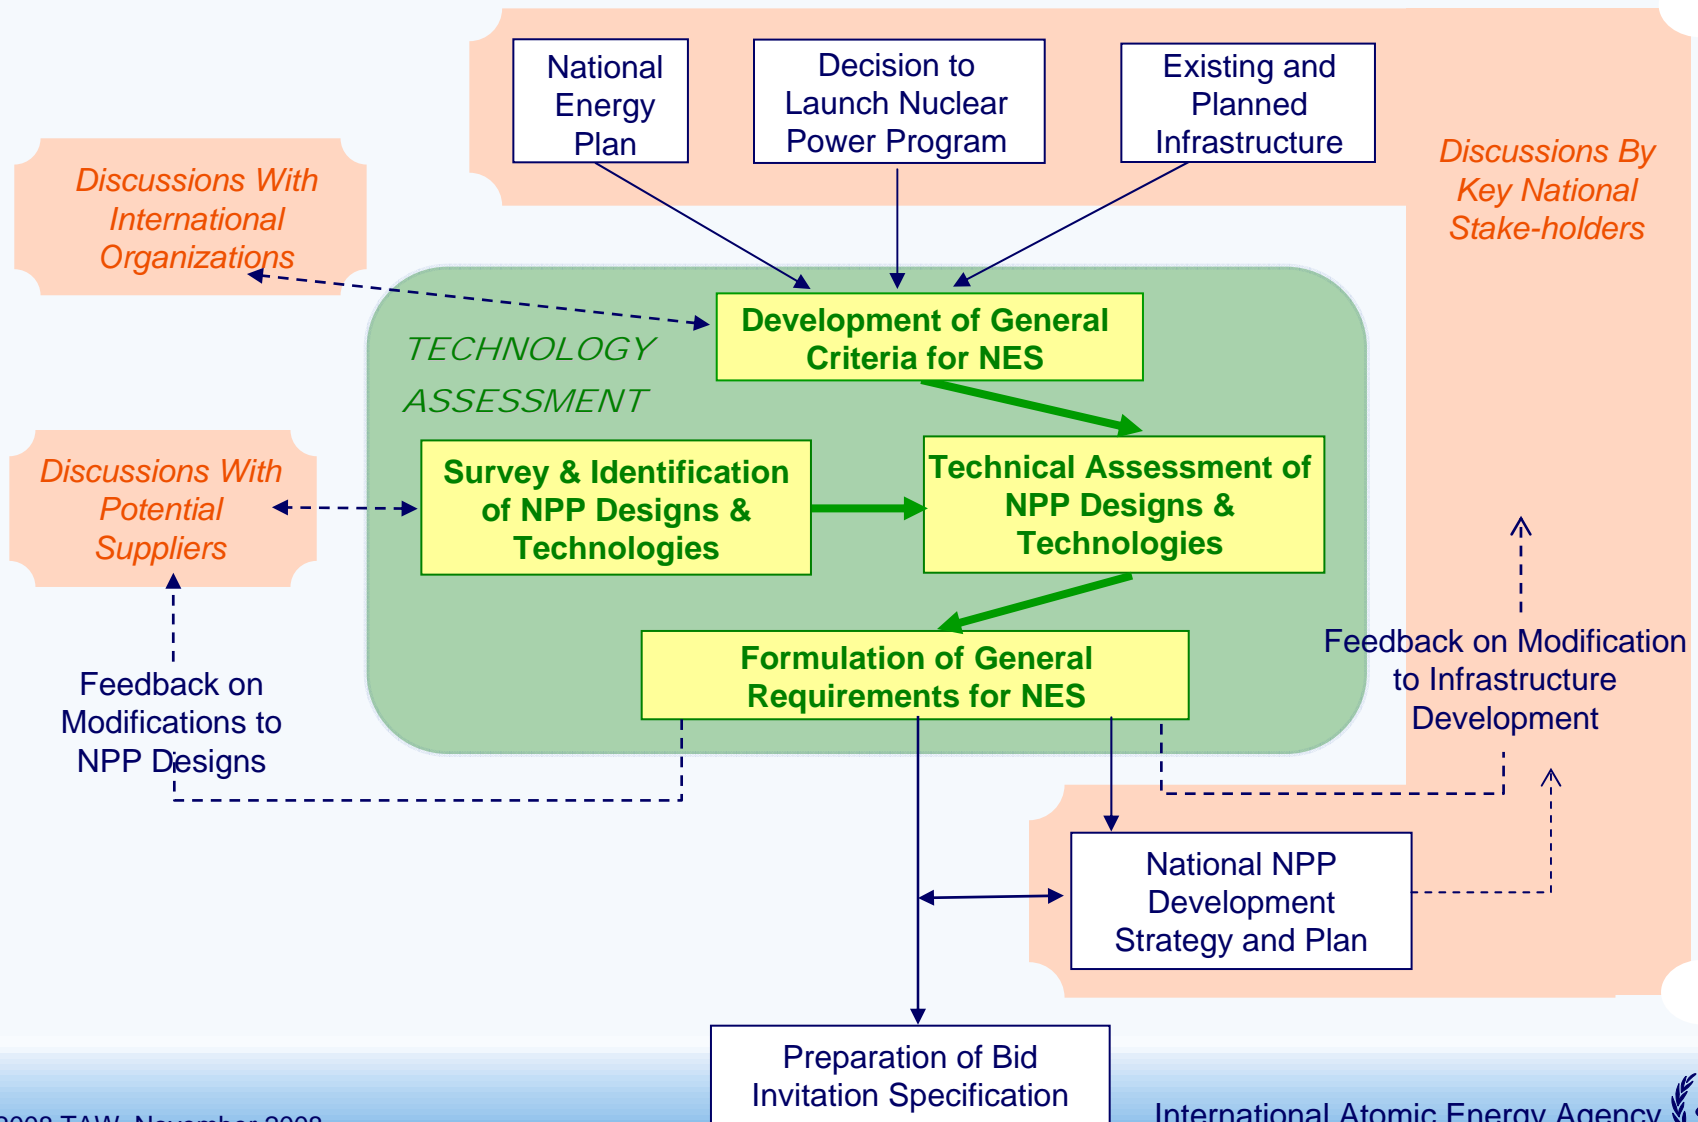 National
Energy
Plan
Decision to
Launch Nuclear
Power Program
Existing and
Planned
Infrastructure
Discussions By
Key National
Stake-holders
Discussions With
International
Organizations
TECHNOLOGY
ASSESSMENT
Development of General
Criteria for NES
Discussions With
Potential
Suppliers
Survey & Identification
of NPP Designs &
Technologies
Technical Assessment of
NPP Designs &
Technologies
Formulation of General
Requirements for NES
Feedback on
Modifications to
NPP Designs
Feedback on Modification
to Infrastructure
Development
National NPP
Development
Strategy and Plan
Preparation of Bid
Invitation Specification
2008 TAW, November 2008
International Atomic Energy Agency